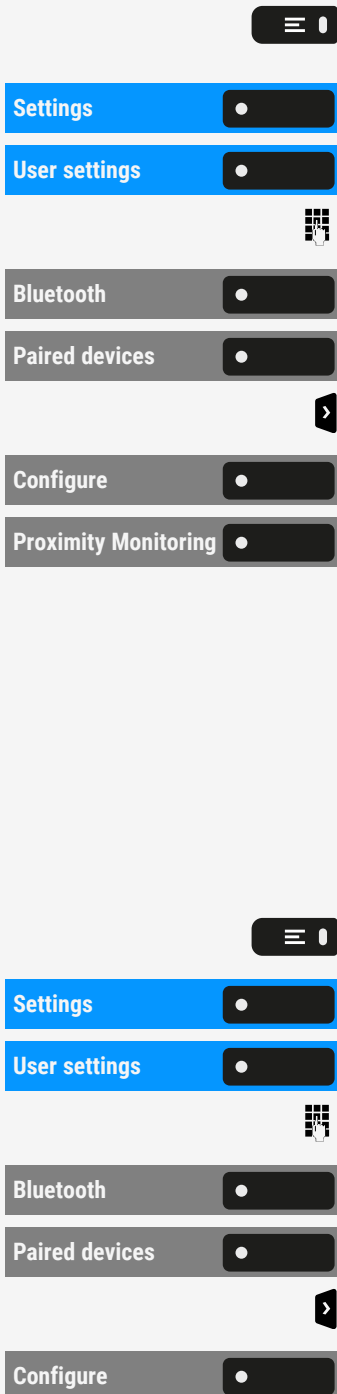 Settings
User settings
Bluetooth
Paired devices
Configure
Proximity Monitoring
Settings
User settings
Bluetooth
Paired devices
Configure